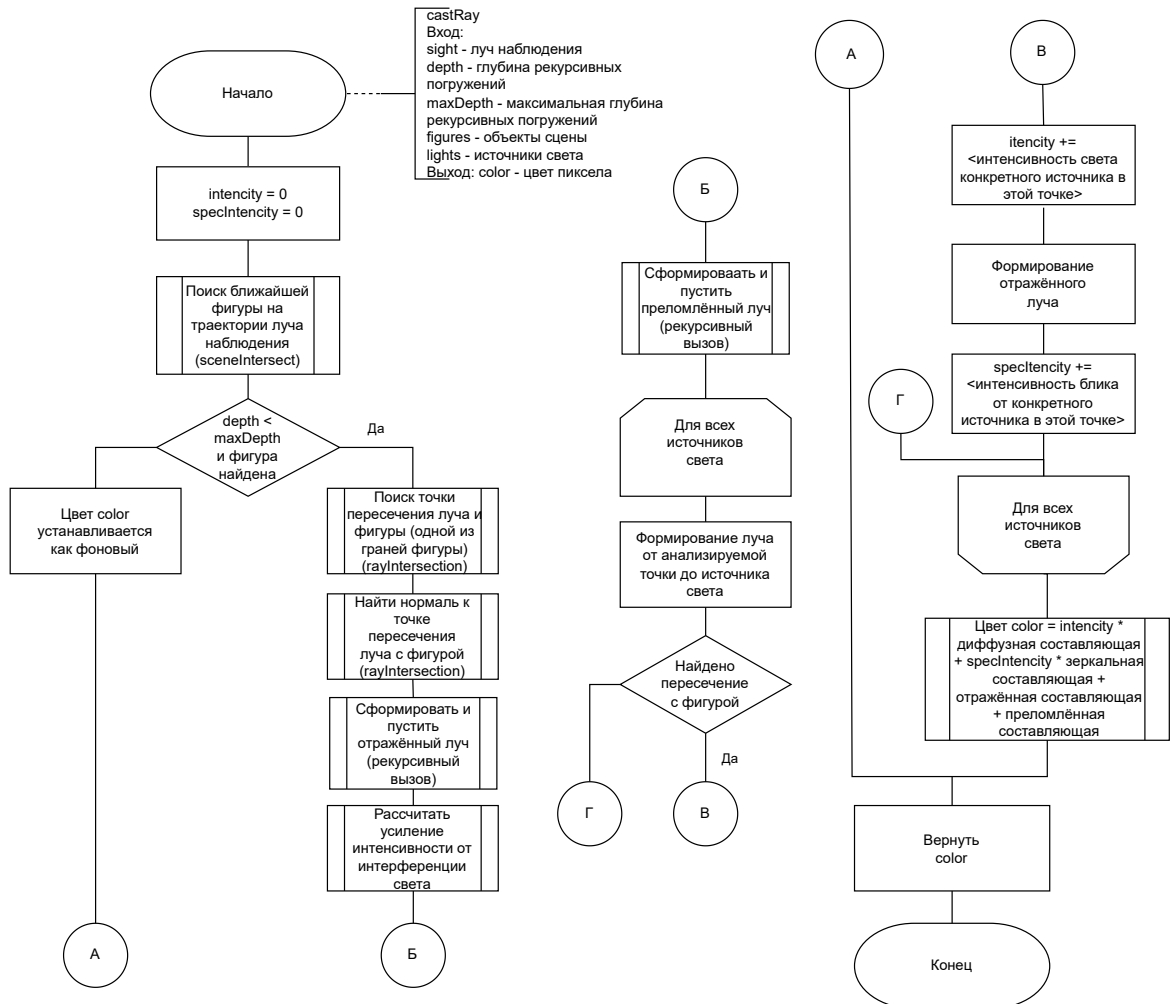 castRay
Вход:
sight - луч наблюдения
depth - глубина рекурсивных
погружений
maxDepth - максимальная глубина
рекурсивных погружений
figures - объекты сцены
lights - источники света
Выход: color - цвет пиксела
Начало
intencity = 0
specIntencity = 0
Поиск ближайшей
фигуры на
траектории луча
наблюдения
(sceneIntersect)
depth <
maxDepth
и фигура
найдена
Да
Цвет color
устанавливается
как фоновый
Поиск точки
пересечения луча и
фигуры (одной из
граней фигуры)
(rayIntersection)
Найти нормаль к
точке
пересечения
луча с фигурой
(rayIntersection)
Сформировать и
пустить
отражённый луч
(рекурсивный
вызов)
Рассчитать
усиление
интенсивности от
интерференции
света
А
Б
Б
Сформироваать и
пустить
преломлённый луч
(рекурсивный
вызов)
Для всех
источников
света
Формирование луча
от анализируемой
точки до источника
света
Найдено
пересечение
с фигурой
Да
Г
В
А
В
itencity +=
<интенсивность света
конкретного источника в
этой точке>
Формирование
отражённого
луча
specItencity +=
<интенсивность блика
от конкретного
источника в этой точке>
Г
Для всех
источников
света
Цвет color = intencity *
диффузная составляющая
+ specIntencity * зеркальная
составляющая +
отражённая составляющая
+ преломлённая
составляющая
Вернуть
color
Конец